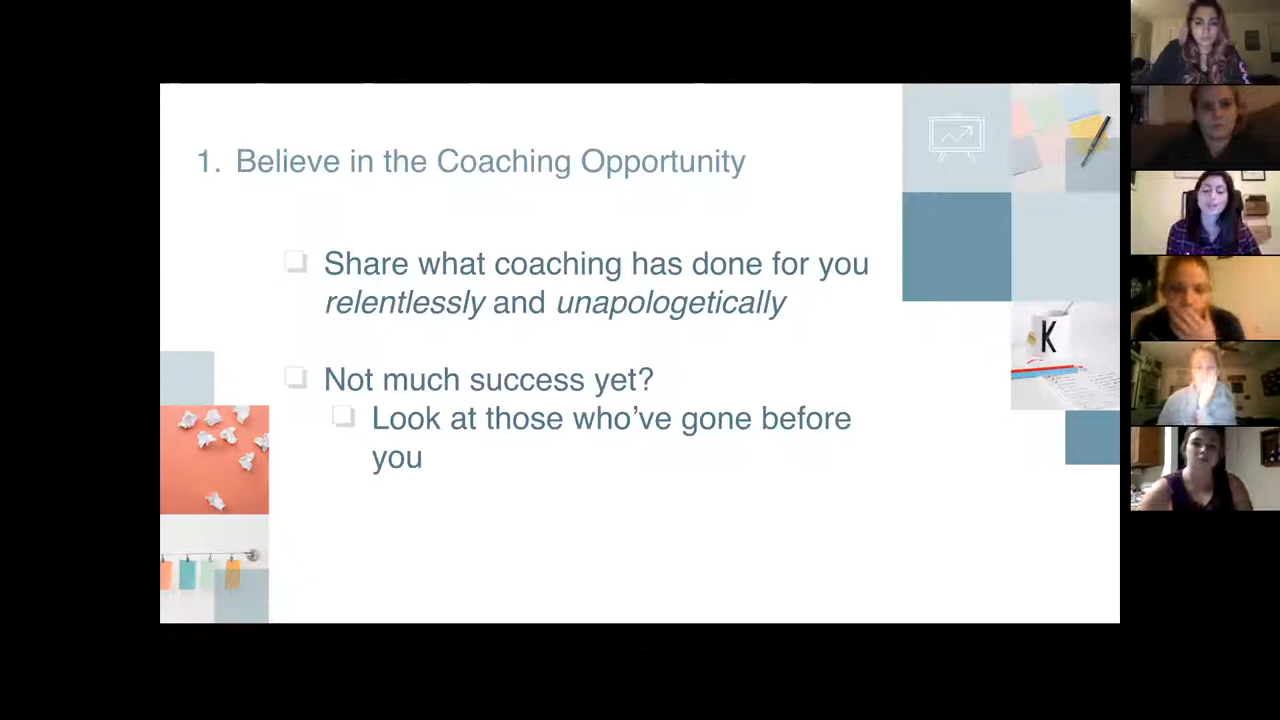 1. Believe in the Coaching Opportunity
Share what coaching has done for you
relentlessly and unapologetically
Not much success yet?
Look at those who’ve gone before
you
K